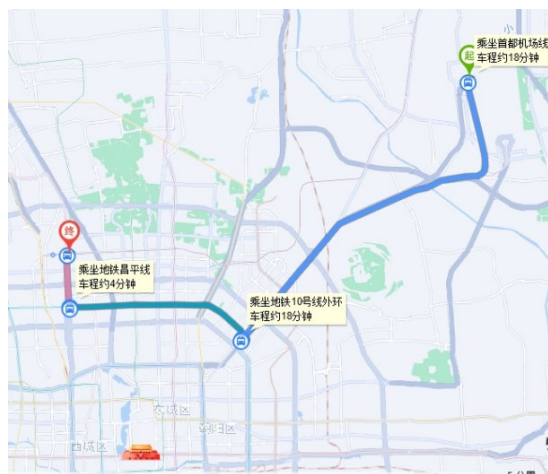 乘坐首都机场线
车程约18分钟
起
终
乘坐地铁昌平线
车程约4分钟
乘坐地铁10号线外环
车程约18分钟
东城区
西城区